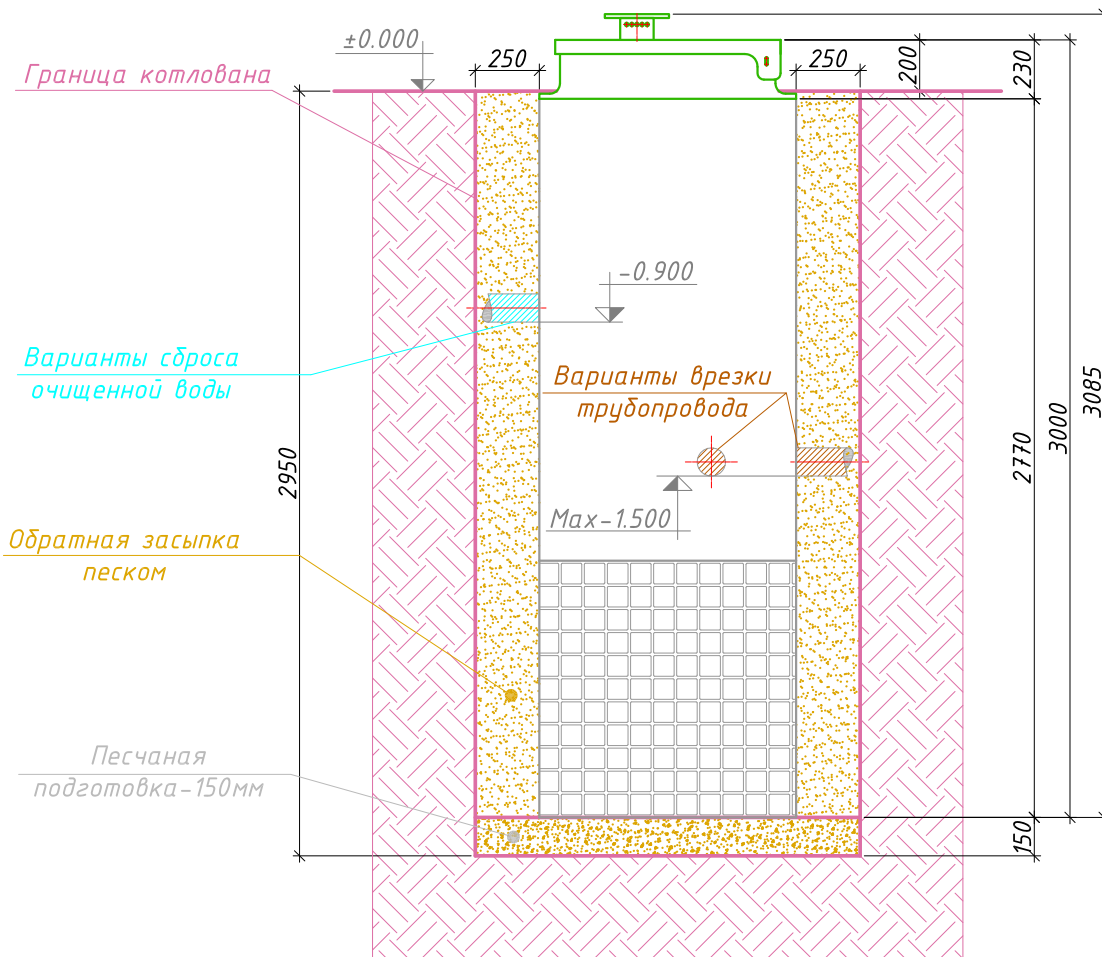 ±0.000
Граница котлована
250
250
200
230
-0.900
Варианты сброса
очищенной воды
Варианты врезки
трубопровода
3085
3000
2770
2950
Max-1.500
Обратная засыпка
песком
Песчаная
подготовка-150мм
150